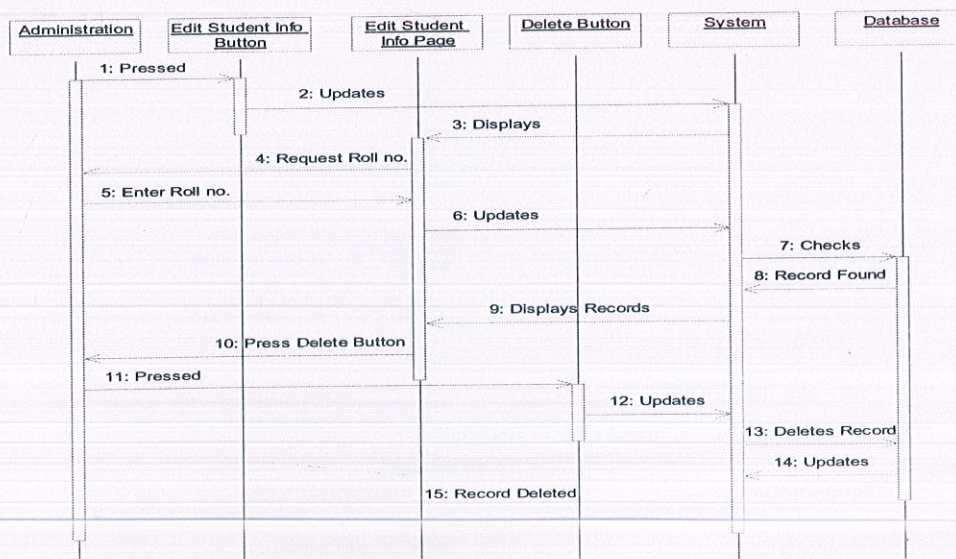 Administration
Edit Student Info
Button
Edit Student
Info Page
Delete Button
System
Database
1: Pressed
2: Updates
3: Displays
4: Request Roll no.
5: Enter Roll no.
6: Updates
7: Checks
8: Record Found
9: Displays Records
10: Press Delete Button
11: Pressed
12: Updates
13: Deletes Record
14: Updates
15: Record Deleted